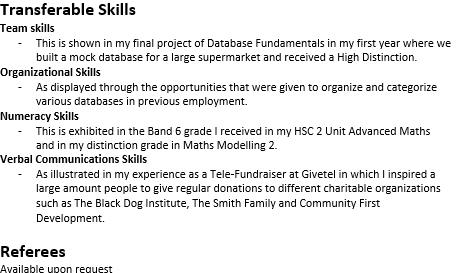 Transferable Skills
Team skills
- This is shown in my final project of Database Fundamentals in my first year where we
built a mock database for a large supermarket and received a High Distinction.
Organizational Skills
- As displayed through the opportunities that were given to organize and categorize
various databases in previous employment.
Numeracy Skills
- This is exhibited in the Band 6 grade I received in my HSC 2 Unit Advanced Maths
and in my distinction grade in Maths Modelling 2.
Verbal Communications Skills
- As illustrated in my experience as a Tele-Fundraiser at Givetel in which I inspired a
large amount people to give regular donations to different charitable organizations
such as The Black Dog Institute, The Smith Family and Community First
Development.
Referees
Available upon request